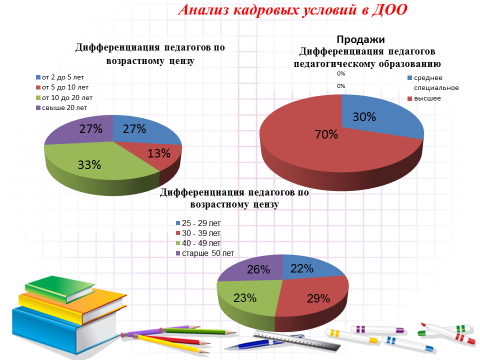 Анализ кадровых условий в ДОО
Дифференциация педагогов по
возрастному цензу
от 2 до 5 лет
от 5 до 10 лет
от 10 до 20 лет
свыше 20 лет
27%
27%
13%
33%
Продажи
Дифференциация педагогов
педагогическому образованию
0%
0%
среднее
специальное
высшее
30%
70%
Дифференциация педагогов по
возрастному цензу
25 - 29 лет
30 - 39 лет
40 - 49 лет
старше 50 лет
26%
22%
23%
29%